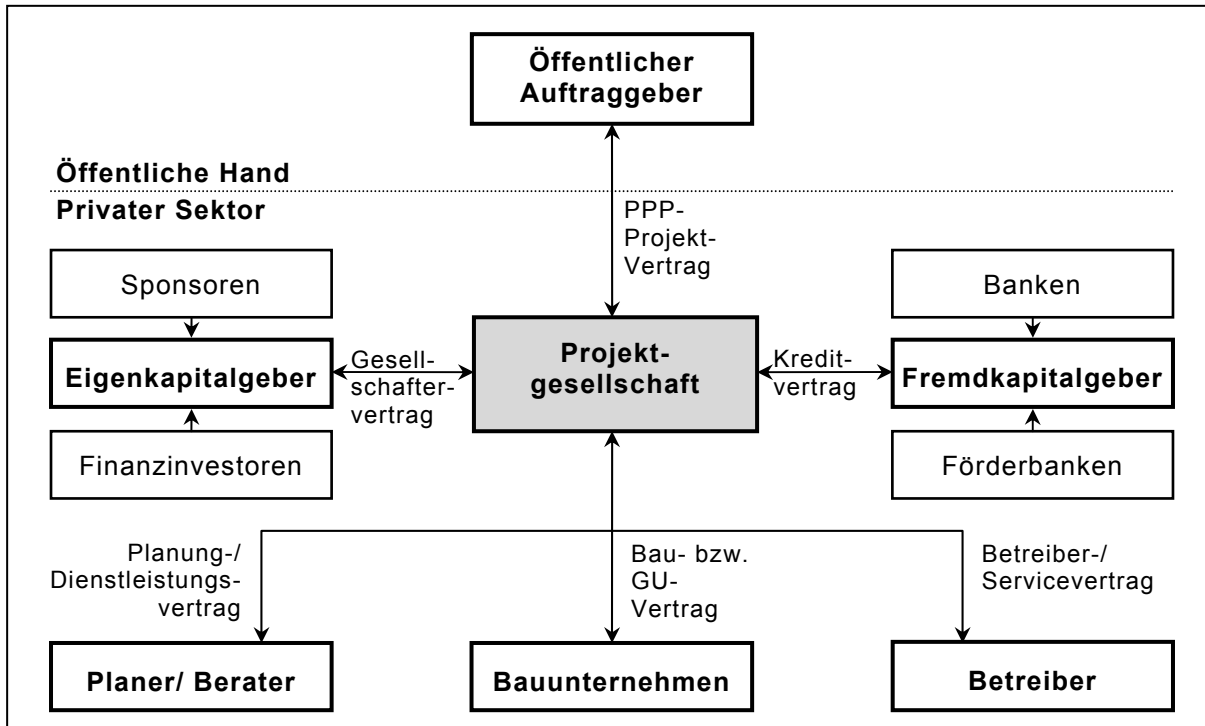 Öffentlicher
Auftraggeber
Öffentliche Hand
Privater Sektor
PPP-
Projekt-
Vertrag
Sponsoren
Eigenkapitalgeber
Finanzinvestoren
Gesell-
schafter-
vertrag
Projekt-
gesellschaft
Kredit-
vertrag
Banken
Fremdkapitalgeber
Förderbanken
Planung-/
Dienstleistungs-
vertrag
Bau- bzw.
GU-
Vertrag
Betreiber-/
Servicevertrag
Planer/ Berater
Bauunternehmen
Betreiber